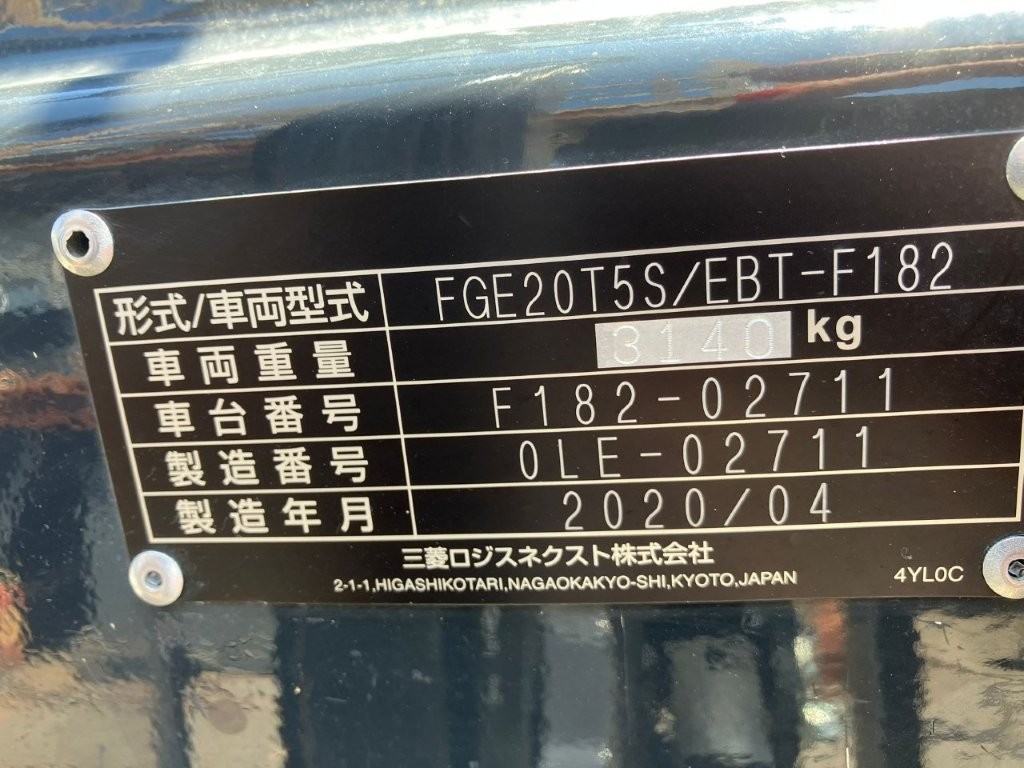 形式/車両型式 FGE20T5S/EBT-F182
車両重量 3140 kg
車台番号 F182-02711
製造番号 0LE-02711
製造年月 2020/04
三菱ロジスネクスト株式会社
2-1-1,HIGASHIKOTARI,NAGAOKAKYO-SHI,KYOTO,JAPAN 4YL0C